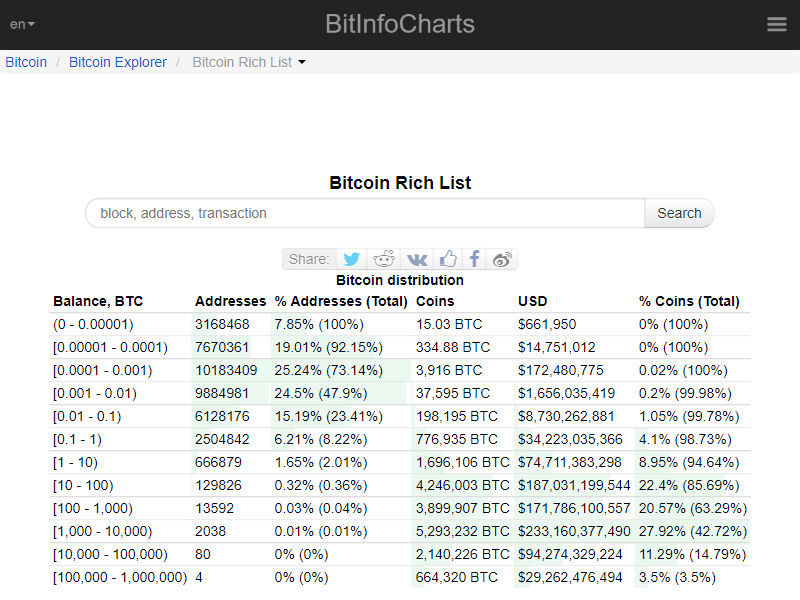 en
BitInfoCharts
Bitcoin / Bitcoin Explorer / Bitcoin Rich List
Bitcoin Rich List
block, address, transaction Search
Share:
Bitcoin distribution
Balance, BTC Addresses % Addresses (Total) Coins USD % Coins (Total)
(0 - 0.00001) 3168468 7.85% (100%) 15.03 BTC $661,950 0% (100%)
[0.00001 - 0.0001) 7670361 19.01% (92.15%) 334.88 BTC $14,751,012 0% (100%)
[0.0001 - 0.001) 10183409 25.24% (73.14%) 3,916 BTC $172,480,775 0.02% (100%)
[0.001 - 0.01) 9884981 24.5% (47.9%) 37,595 BTC $1,656,035,419 0.2% (99.98%)
[0.01 - 0.1) 6128176 15.19% (23.41%) 198,195 BTC $8,730,262,881 1.05% (99.78%)
[0.1 - 1) 2504842 6.21% (8.22%) 776,935 BTC $34,223,035,366 4.1% (98.73%)
[1 - 10) 666879 1.65% (2.01%) 1,696,106 BTC $74,711,383,298 8.95% (94.64%)
[10 - 100) 129826 0.32% (0.36%) 4,246,003 BTC $187,031,199,544 22.4% (85.69%)
[100 - 1,000) 13592 0.03% (0.04%) 3,899,907 BTC $171,786,100,557 20.57% (63.29%)
[1,000 - 10,000) 2038 0.01% (0.01%) 5,293,232 BTC $233,160,377,490 27.92% (42.72%)
[10,000 - 100,000) 80 0% (0%) 2,140,226 BTC $94,274,329,224 11.29% (14.79%)
[100,000 - 1,000,000) 4 0% (0%) 664,320 BTC $29,262,476,494 3.5% (3.5%)